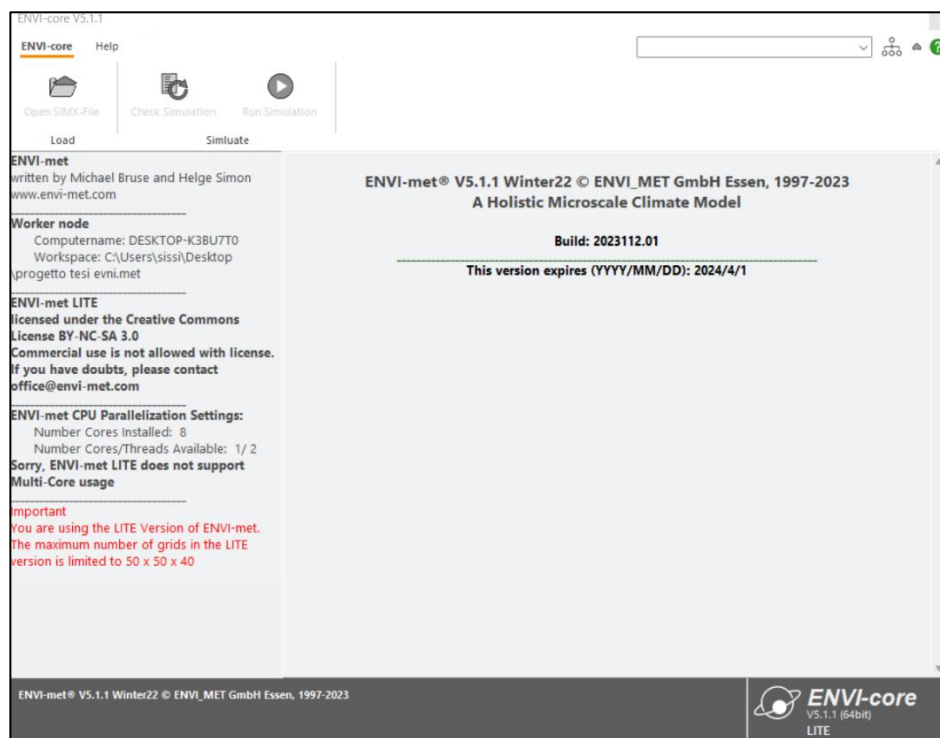 ENVI-core V5.1.1
ENVI-core Help
Open SIMX-File Check Simulation Run Simulation
Load Simluate
ENVI-met
written by Michael Bruse and Helge Simon
www.envi-met.com
Worker node
Computername: DESKTOP-K3BU7T0
Workspace: C:\Users\sissi\Desktop
\progetto tesi evni.met
ENVI-met LITE
licensed under the Creative Commons
License BY-NC-SA 3.0
Commercial use is not allowed with license.
If you have doubts, please contact
office@envi-met.com
ENVI-met CPU Parallelization Settings:
Number Cores Installed: 8
Number Cores/Threads Available: 1/ 2
Sorry, ENVI-met LITE does not support
Multi-Core usage
Important
You are using the LITE Version of ENVI-met.
The maximum number of grids in the LITE
version is limited to 50 x 50 x 40
ENVI-met® V5.1.1 Winter22 © ENVI_MET GmbH Essen, 1997-2023
A Holistic Microscale Climate Model
Build: 2023112.01
This version expires (YYYY/MM/DD): 2024/4/1
ENVI-met® V5.1.1 Winter22 © ENVI_MET GmbH Essen, 1997-2023
ENVI-core
V5.1.1 (64bit)
LITE